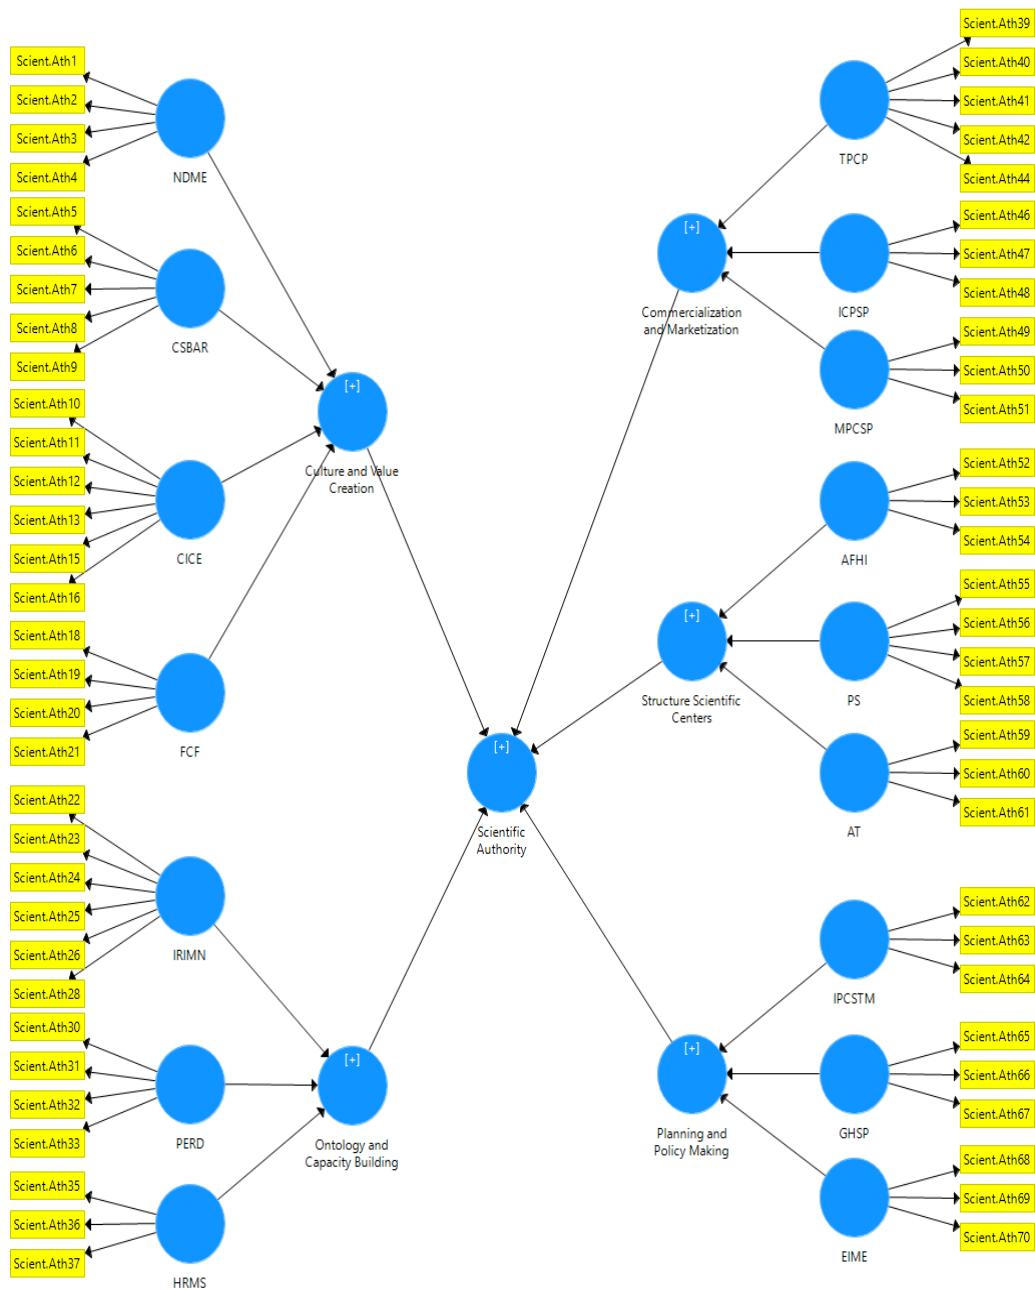 Scient.Ath1
Scient.Ath2
Scient.Ath3
Scient.Ath4
NDME
Scient.Ath5
Scient.Ath6
Scient.Ath7
Scient.Ath8
Scient.Ath9
CSBAR
Scient.Ath10
Scient.Ath11
Scient.Ath12
Scient.Ath13
Scient.Ath15
Scient.Ath16
CICE
Scient.Ath18
Scient.Ath19
Scient.Ath20
Scient.Ath21
FCF
[+]
Culture and Value
Creation
Scient.Ath22
Scient.Ath23
Scient.Ath24
Scient.Ath25
Scient.Ath26
Scient.Ath28
IRIMN
Scient.Ath30
Scient.Ath31
Scient.Ath32
Scient.Ath33
PERD
Scient.Ath35
Scient.Ath36
Scient.Ath37
HRMS
[+]
Ontology and
Capacity Building
[+]
Scientific
Authority
[+]
Commercialization
and Marketization
TPCP
Scient.Ath39
Scient.Ath40
Scient.Ath41
Scient.Ath42
Scient.Ath44
ICPSP
Scient.Ath46
Scient.Ath47
Scient.Ath48
MPCSP
Scient.Ath49
Scient.Ath50
Scient.Ath51
[+]
Structure Scientific
Centers
AFHI
Scient.Ath52
Scient.Ath53
Scient.Ath54
PS
Scient.Ath55
Scient.Ath56
Scient.Ath57
Scient.Ath58
AT
Scient.Ath59
Scient.Ath60
Scient.Ath61
[+]
Planning and
Policy Making
IPCSTM
Scient.Ath62
Scient.Ath63
Scient.Ath64
GHSP
Scient.Ath65
Scient.Ath66
Scient.Ath67
EIME
Scient.Ath68
Scient.Ath69
Scient.Ath70